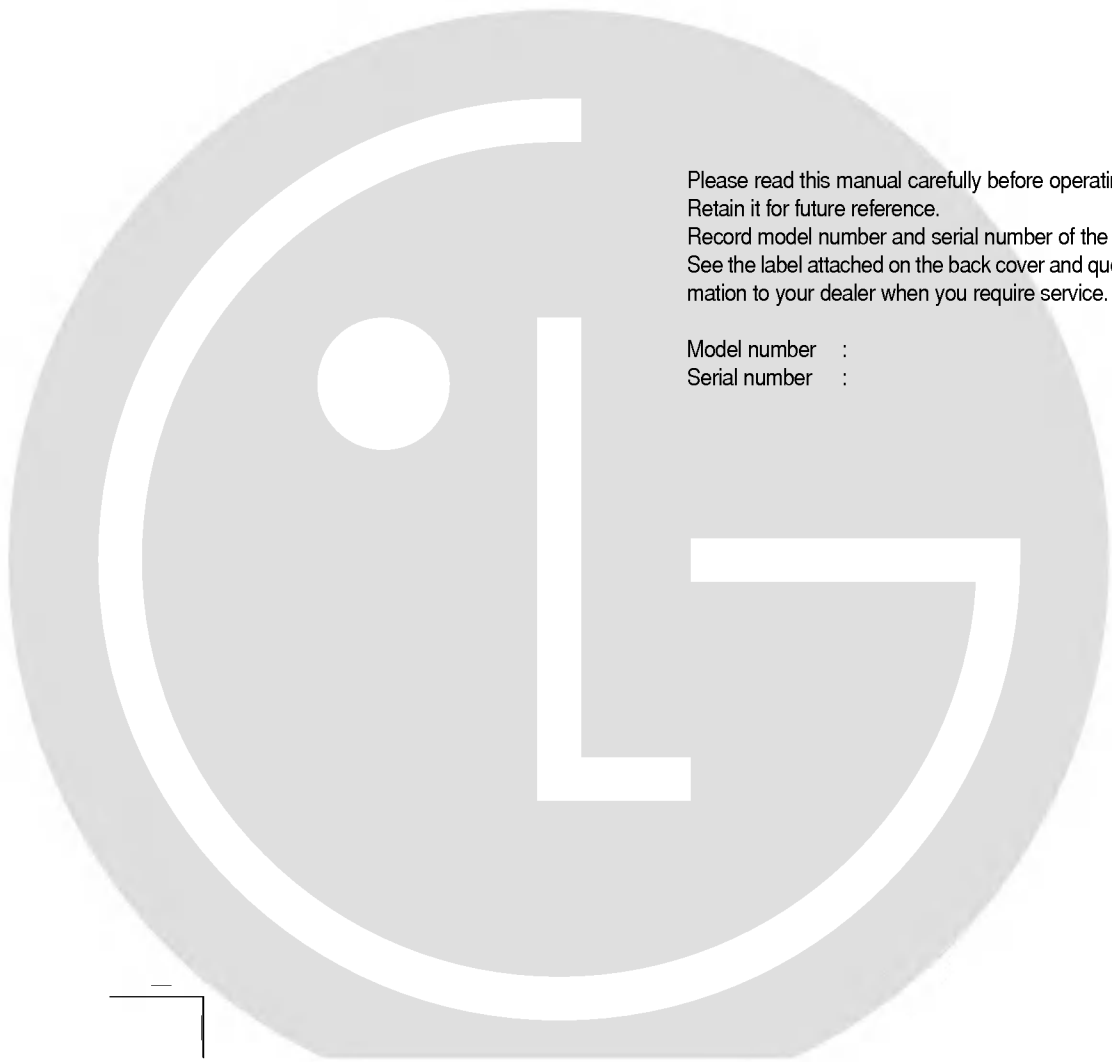 Please read this manual carefully before operating
Retain it for future reference.
Record model number and serial number of the
See the label attached on the back cover and
mation to your dealer when you require service.
Model number :
Serial number :
LG